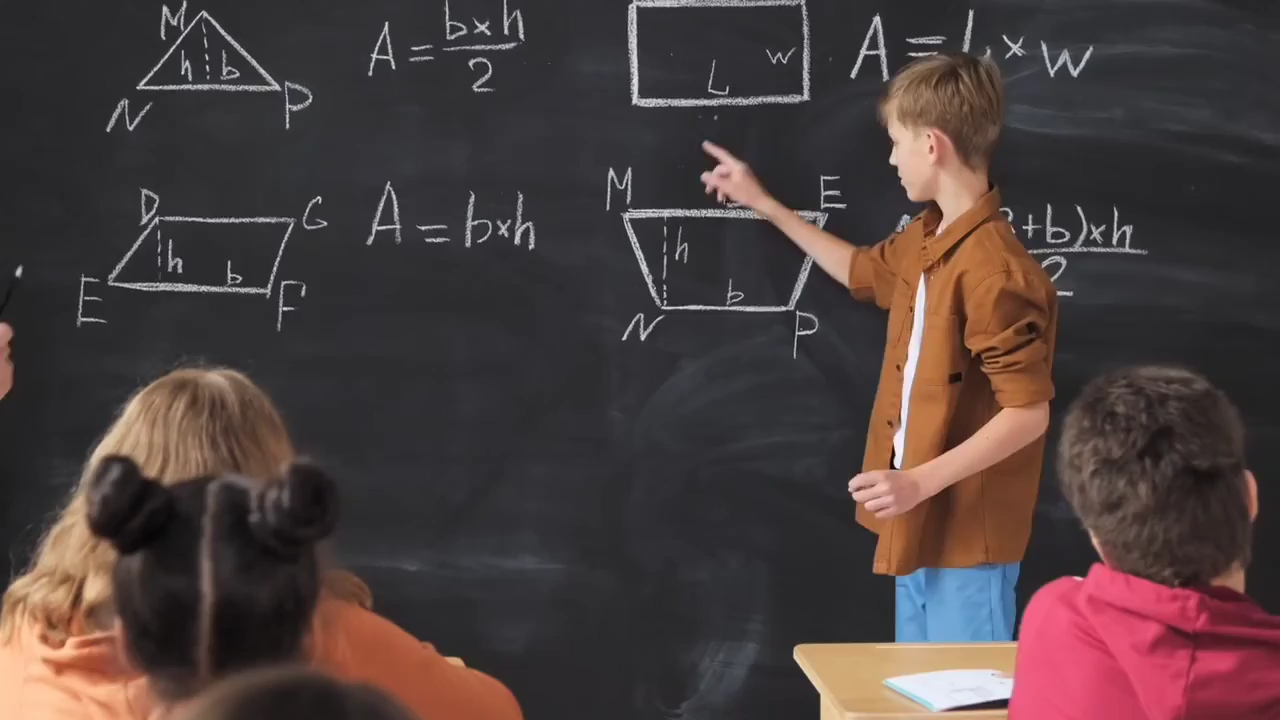 M
h b
N P
A = b×h
2
W
L
A = L × W
D G
h
b
E F
A = b×h
M E
h
b
N P
+b)×h
2